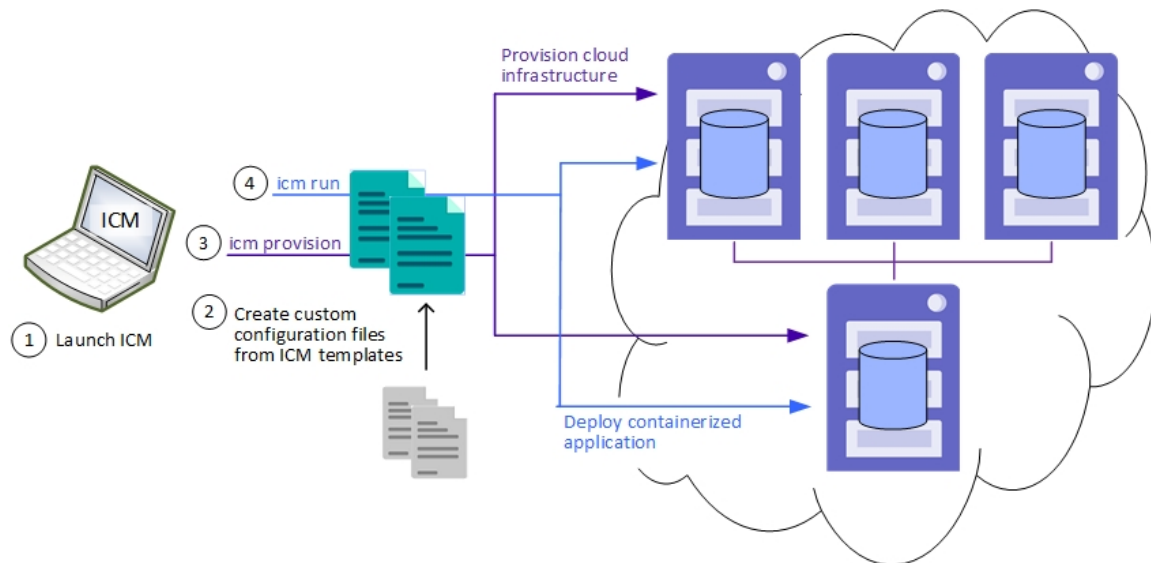 Provision cloud
infrastructure
4 icm run
ICM
3 icm provision
2 Create custom
configuration files
from ICM templates
1 Launch ICM
Deploy containerized
application